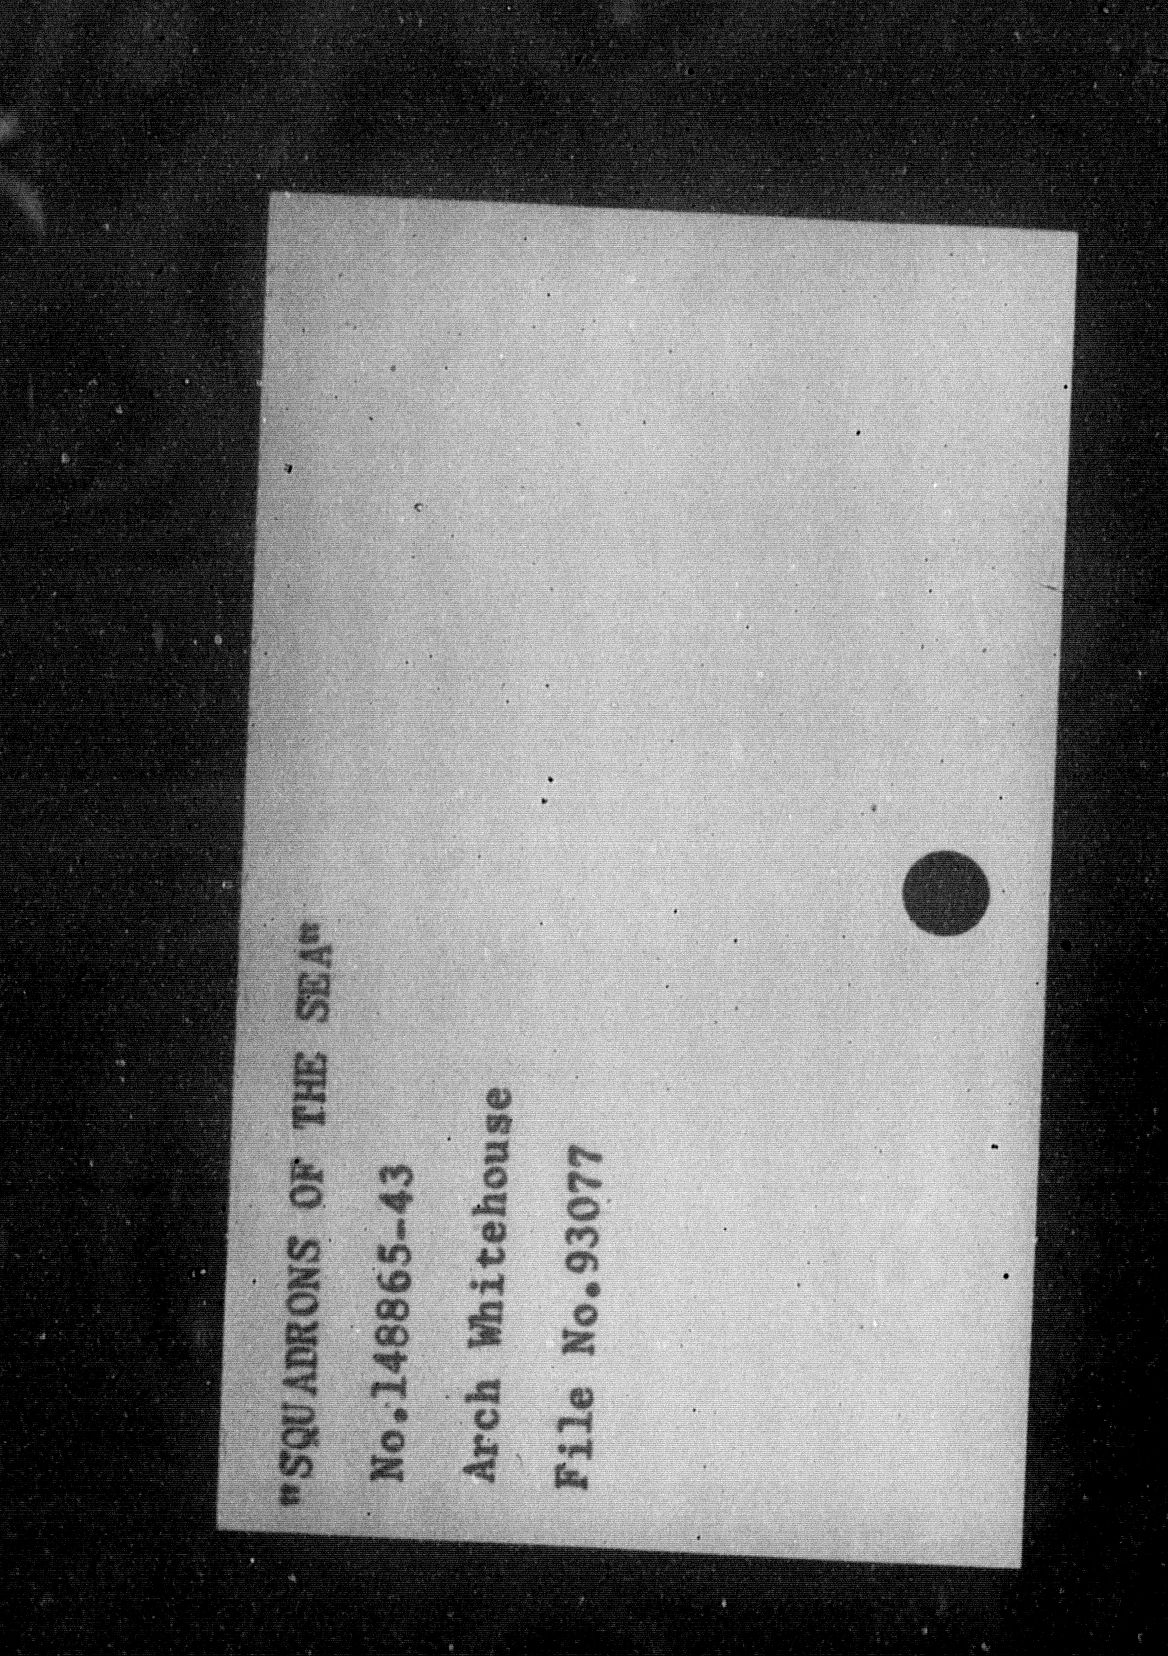 "SQUADRONS OF THE SEA"
No.148865-43
Arch Whitehouse
File No.93077